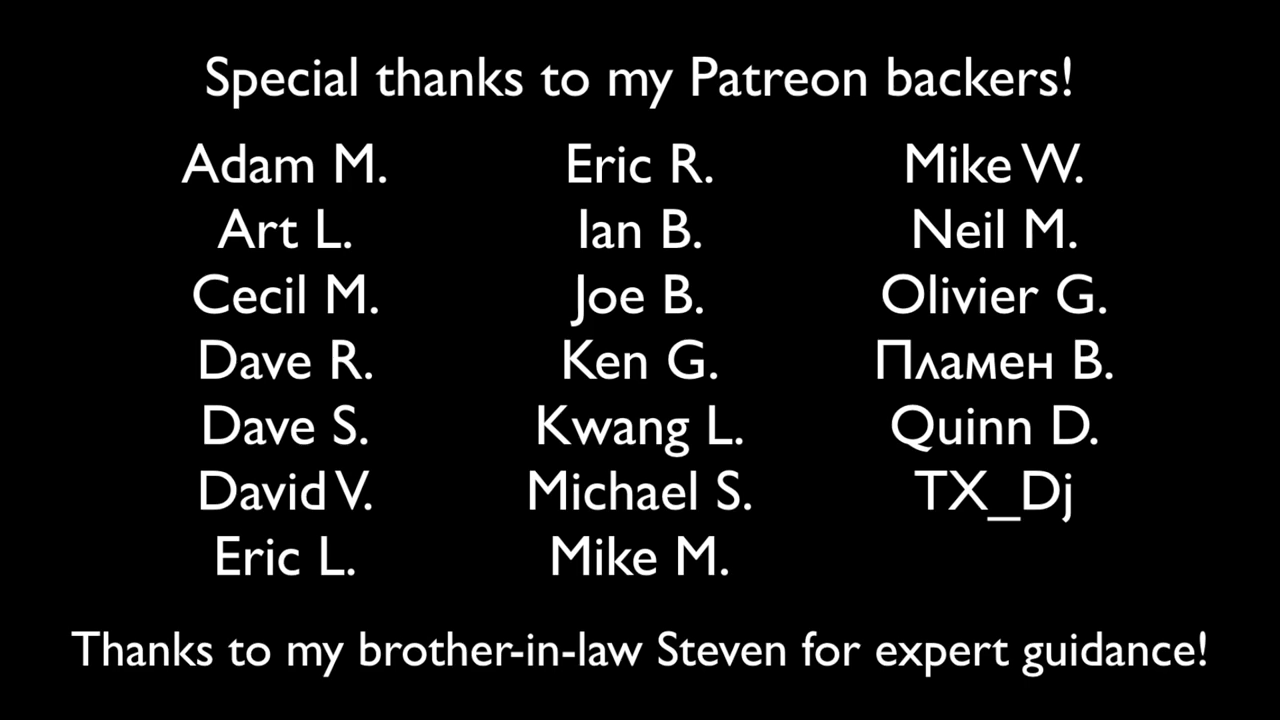 Special thanks to my Patreon backers!
Adam M.
Art L.
Cecil M.
Dave R.
Dave S.
David V.
Eric L.
Eric R.
Ian B.
Joe B.
Ken G.
Kwang L.
Michael S.
Mike M.
Mike W.
Neil M.
Olivier G.
Пламен В.
Quinn D.
TX_Dj
Thanks to my brother-in-law Steven for expert guidance!